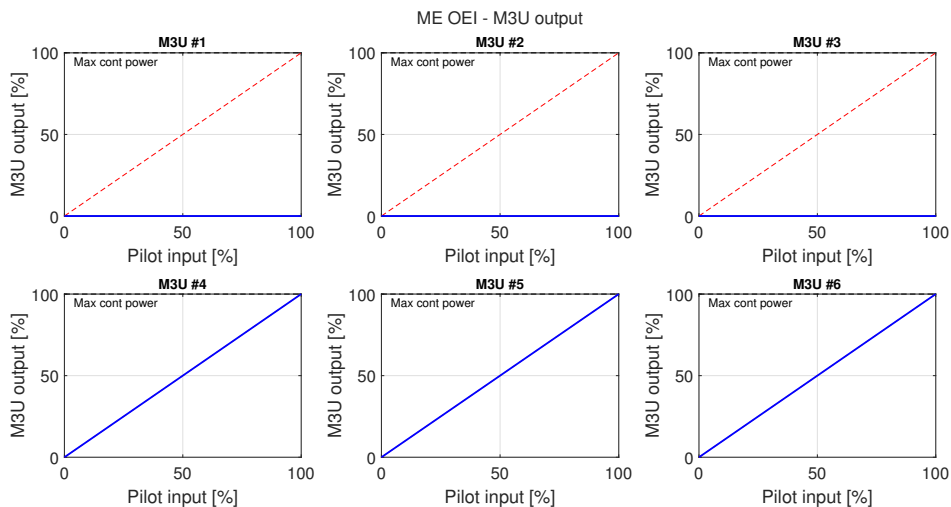 ME OEI - M3U output
M3U #1
M3U #2
M3U #3
100
Max cont power
50
0
M3U output [%]
0
50
100
Pilot input [%]
100
Max cont power
50
0
M3U output [%]
0
50
100
Pilot input [%]
100
Max cont power
50
0
M3U output [%]
0
50
100
Pilot input [%]
M3U #4
M3U #5
M3U #6
100
Max cont power
50
0
M3U output [%]
0
50
100
Pilot input [%]
100
Max cont power
50
0
M3U output [%]
0
50
100
Pilot input [%]
100
Max cont power
50
0
M3U output [%]
0
50
100
Pilot input [%]